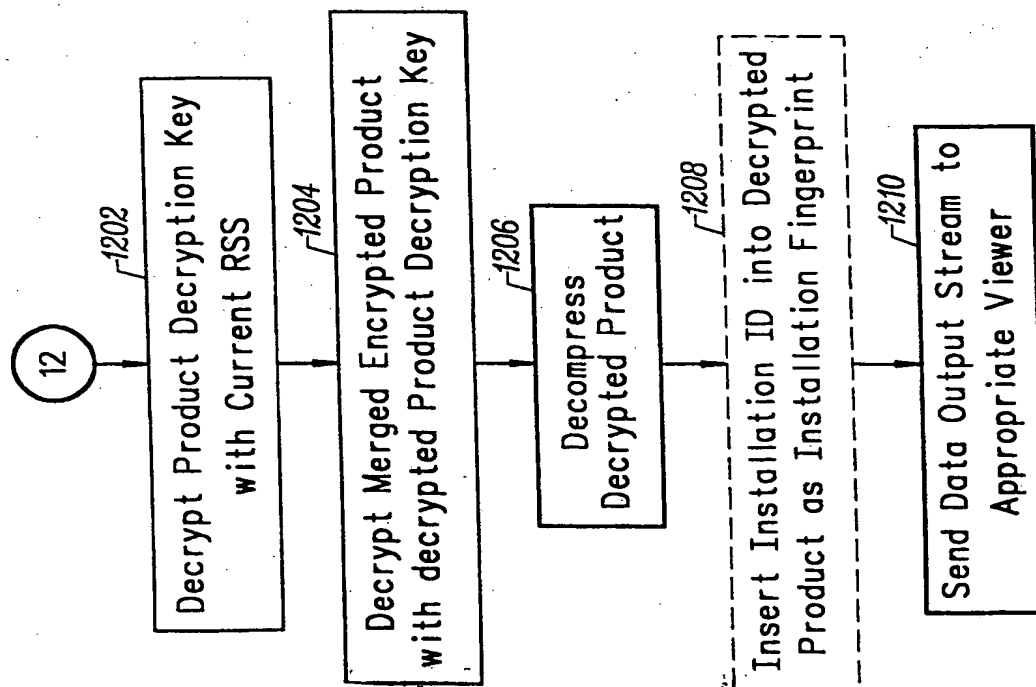 12
1202
Decrypt Product Decryption Key
with Current RSS
1204
Decrypt Merged Encrypted Product
with decrypted Product Decryption Key
1206
Decompress
Decrypted Product
1208
Insert Installation ID into Decrypted
Product as Installation Fingerprint
1210
Send Data Output Stream to
Appropriate Viewer